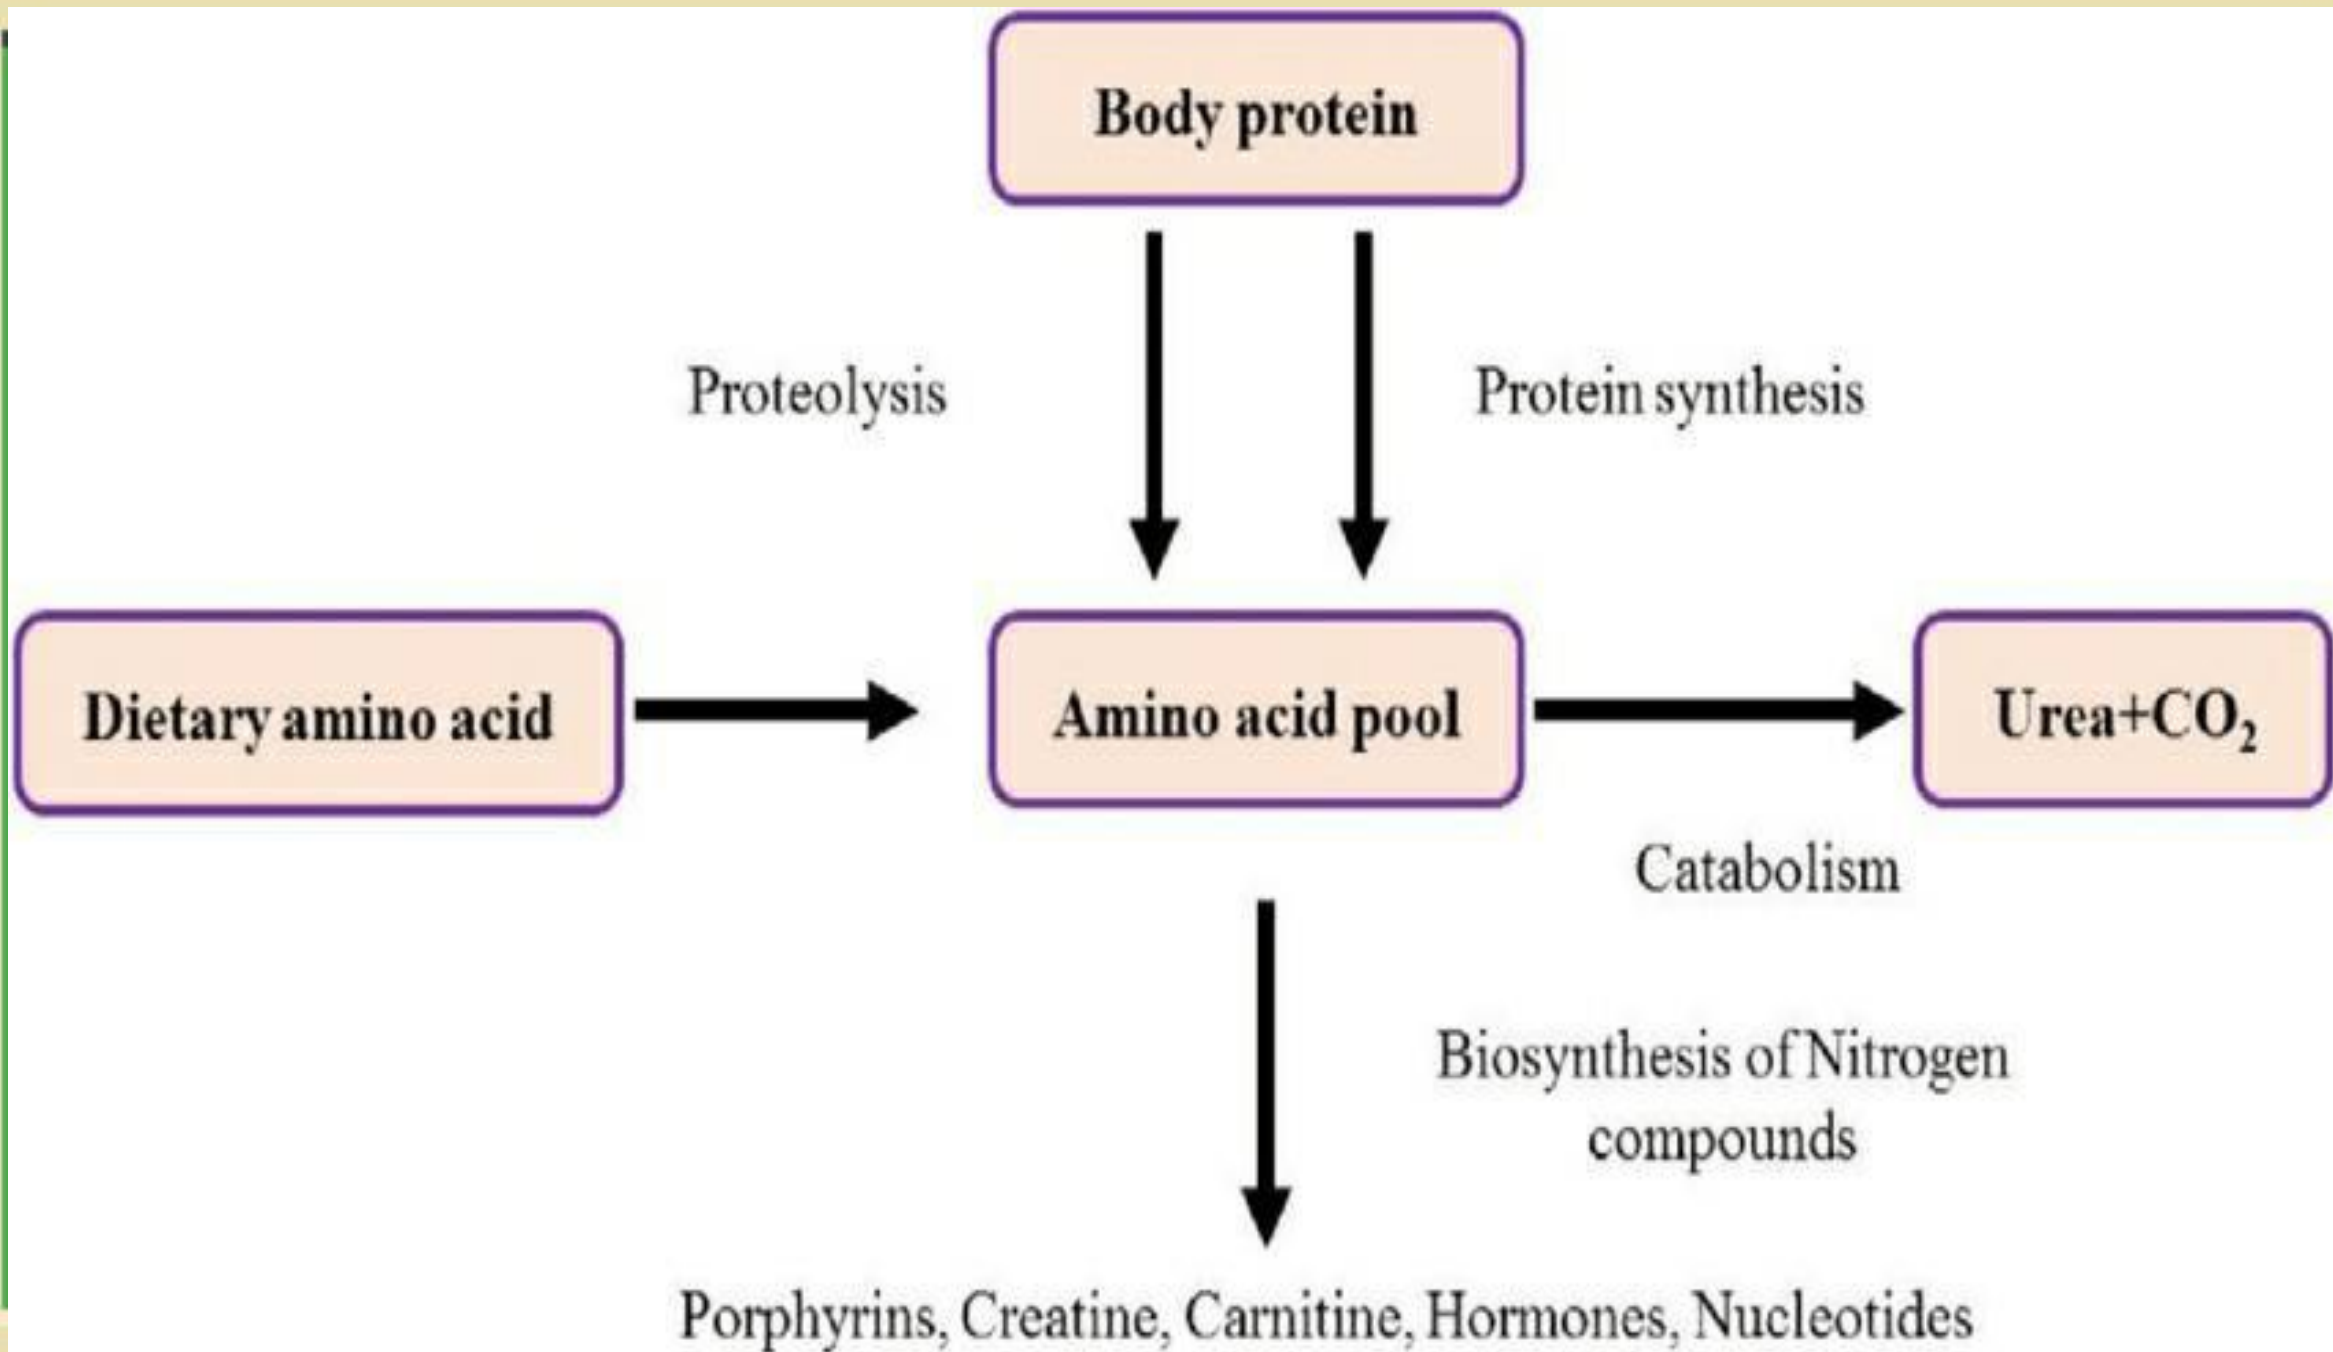 Body protein
Proteolysis
Protein synthesis
Dietary amino acid
Amino acid pool
Urea+CO₂
Catabolism
Biosynthesis of Nitrogen
compounds
Porphyrins, Creatine, Carnitine, Hormones, Nucleotides